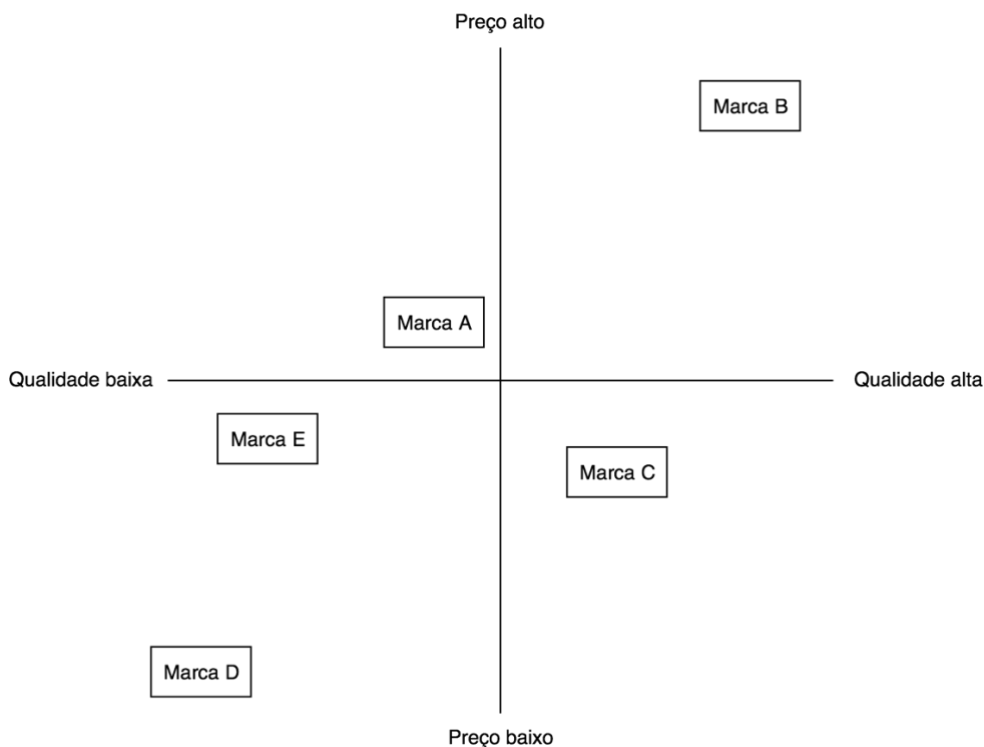 Preço alto
Marca B
Marca A
Qualidade baixa
Qualidade alta
Marca E
Marca C
Marca D
Preço baixo